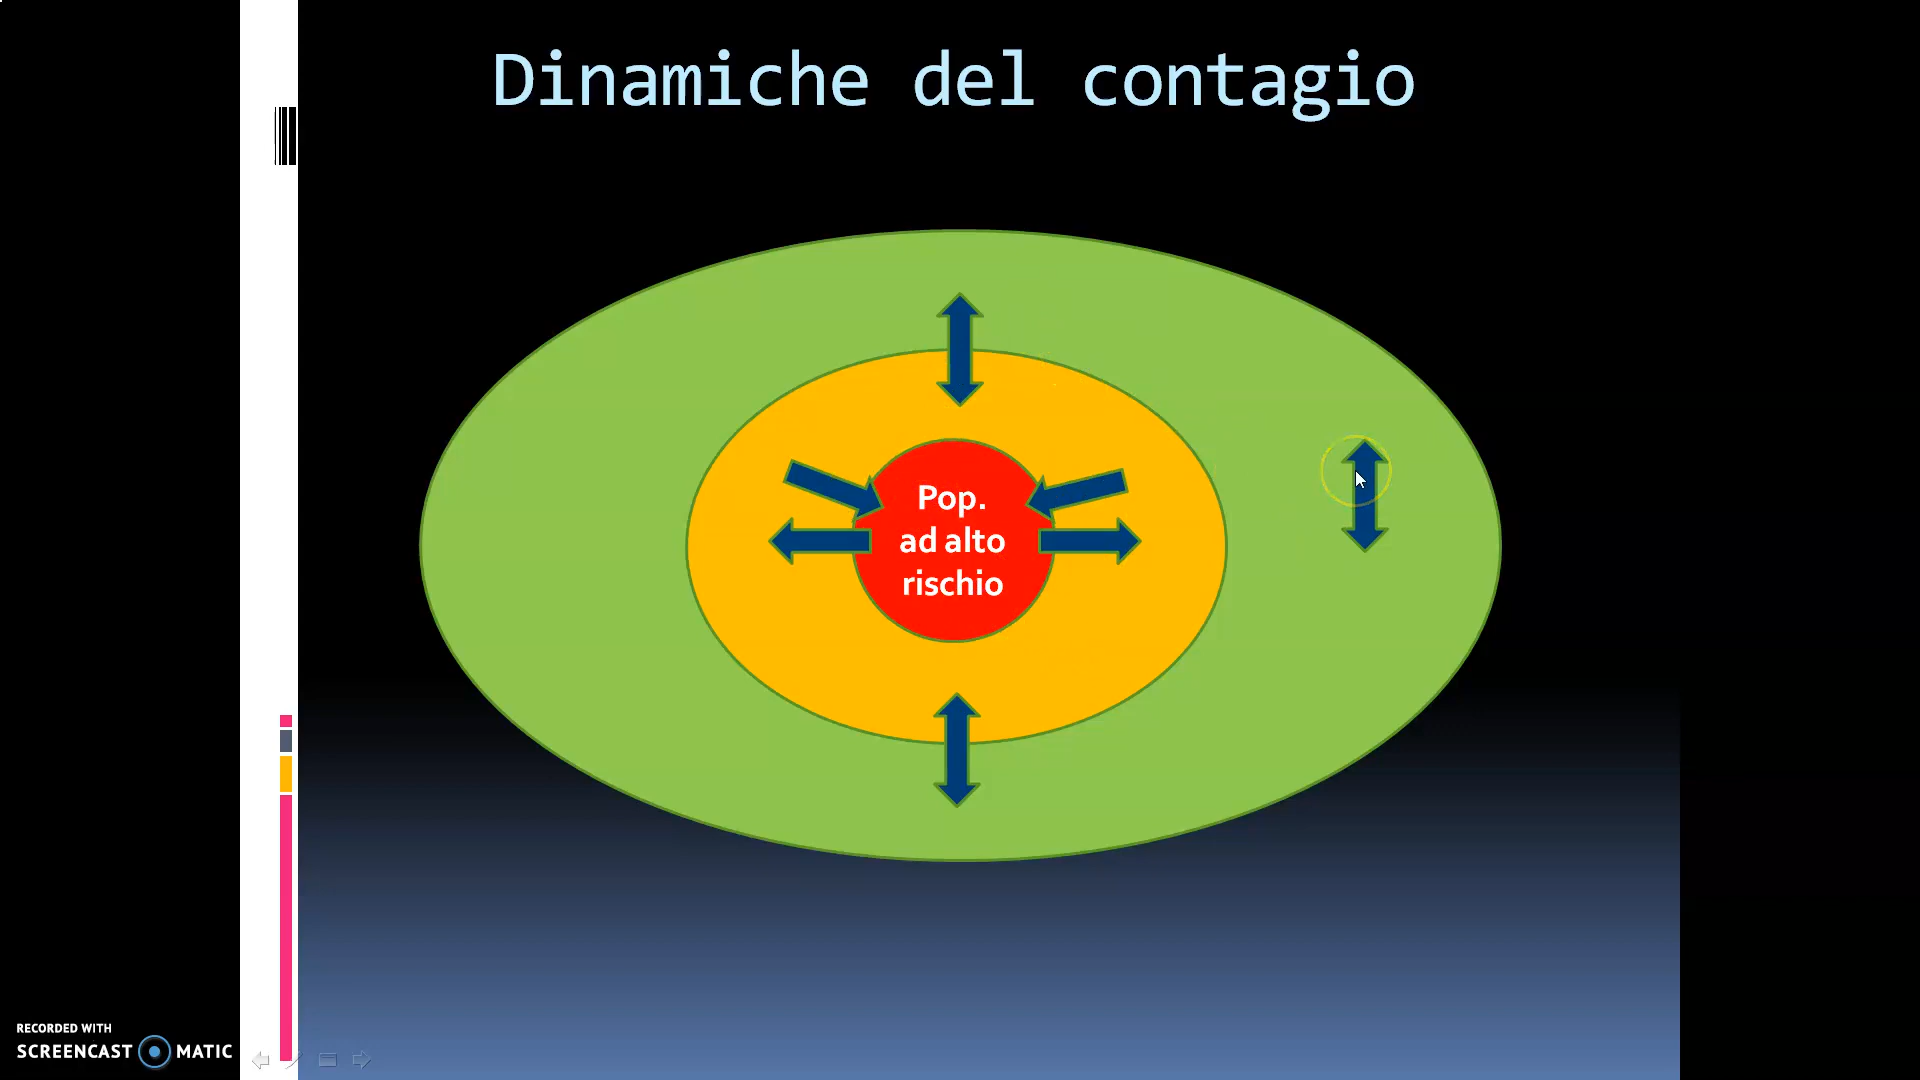 Dinamiche del contagio
Pop.
ad alto
rischio
RECORDED WITH
SCREENCAST MATIC